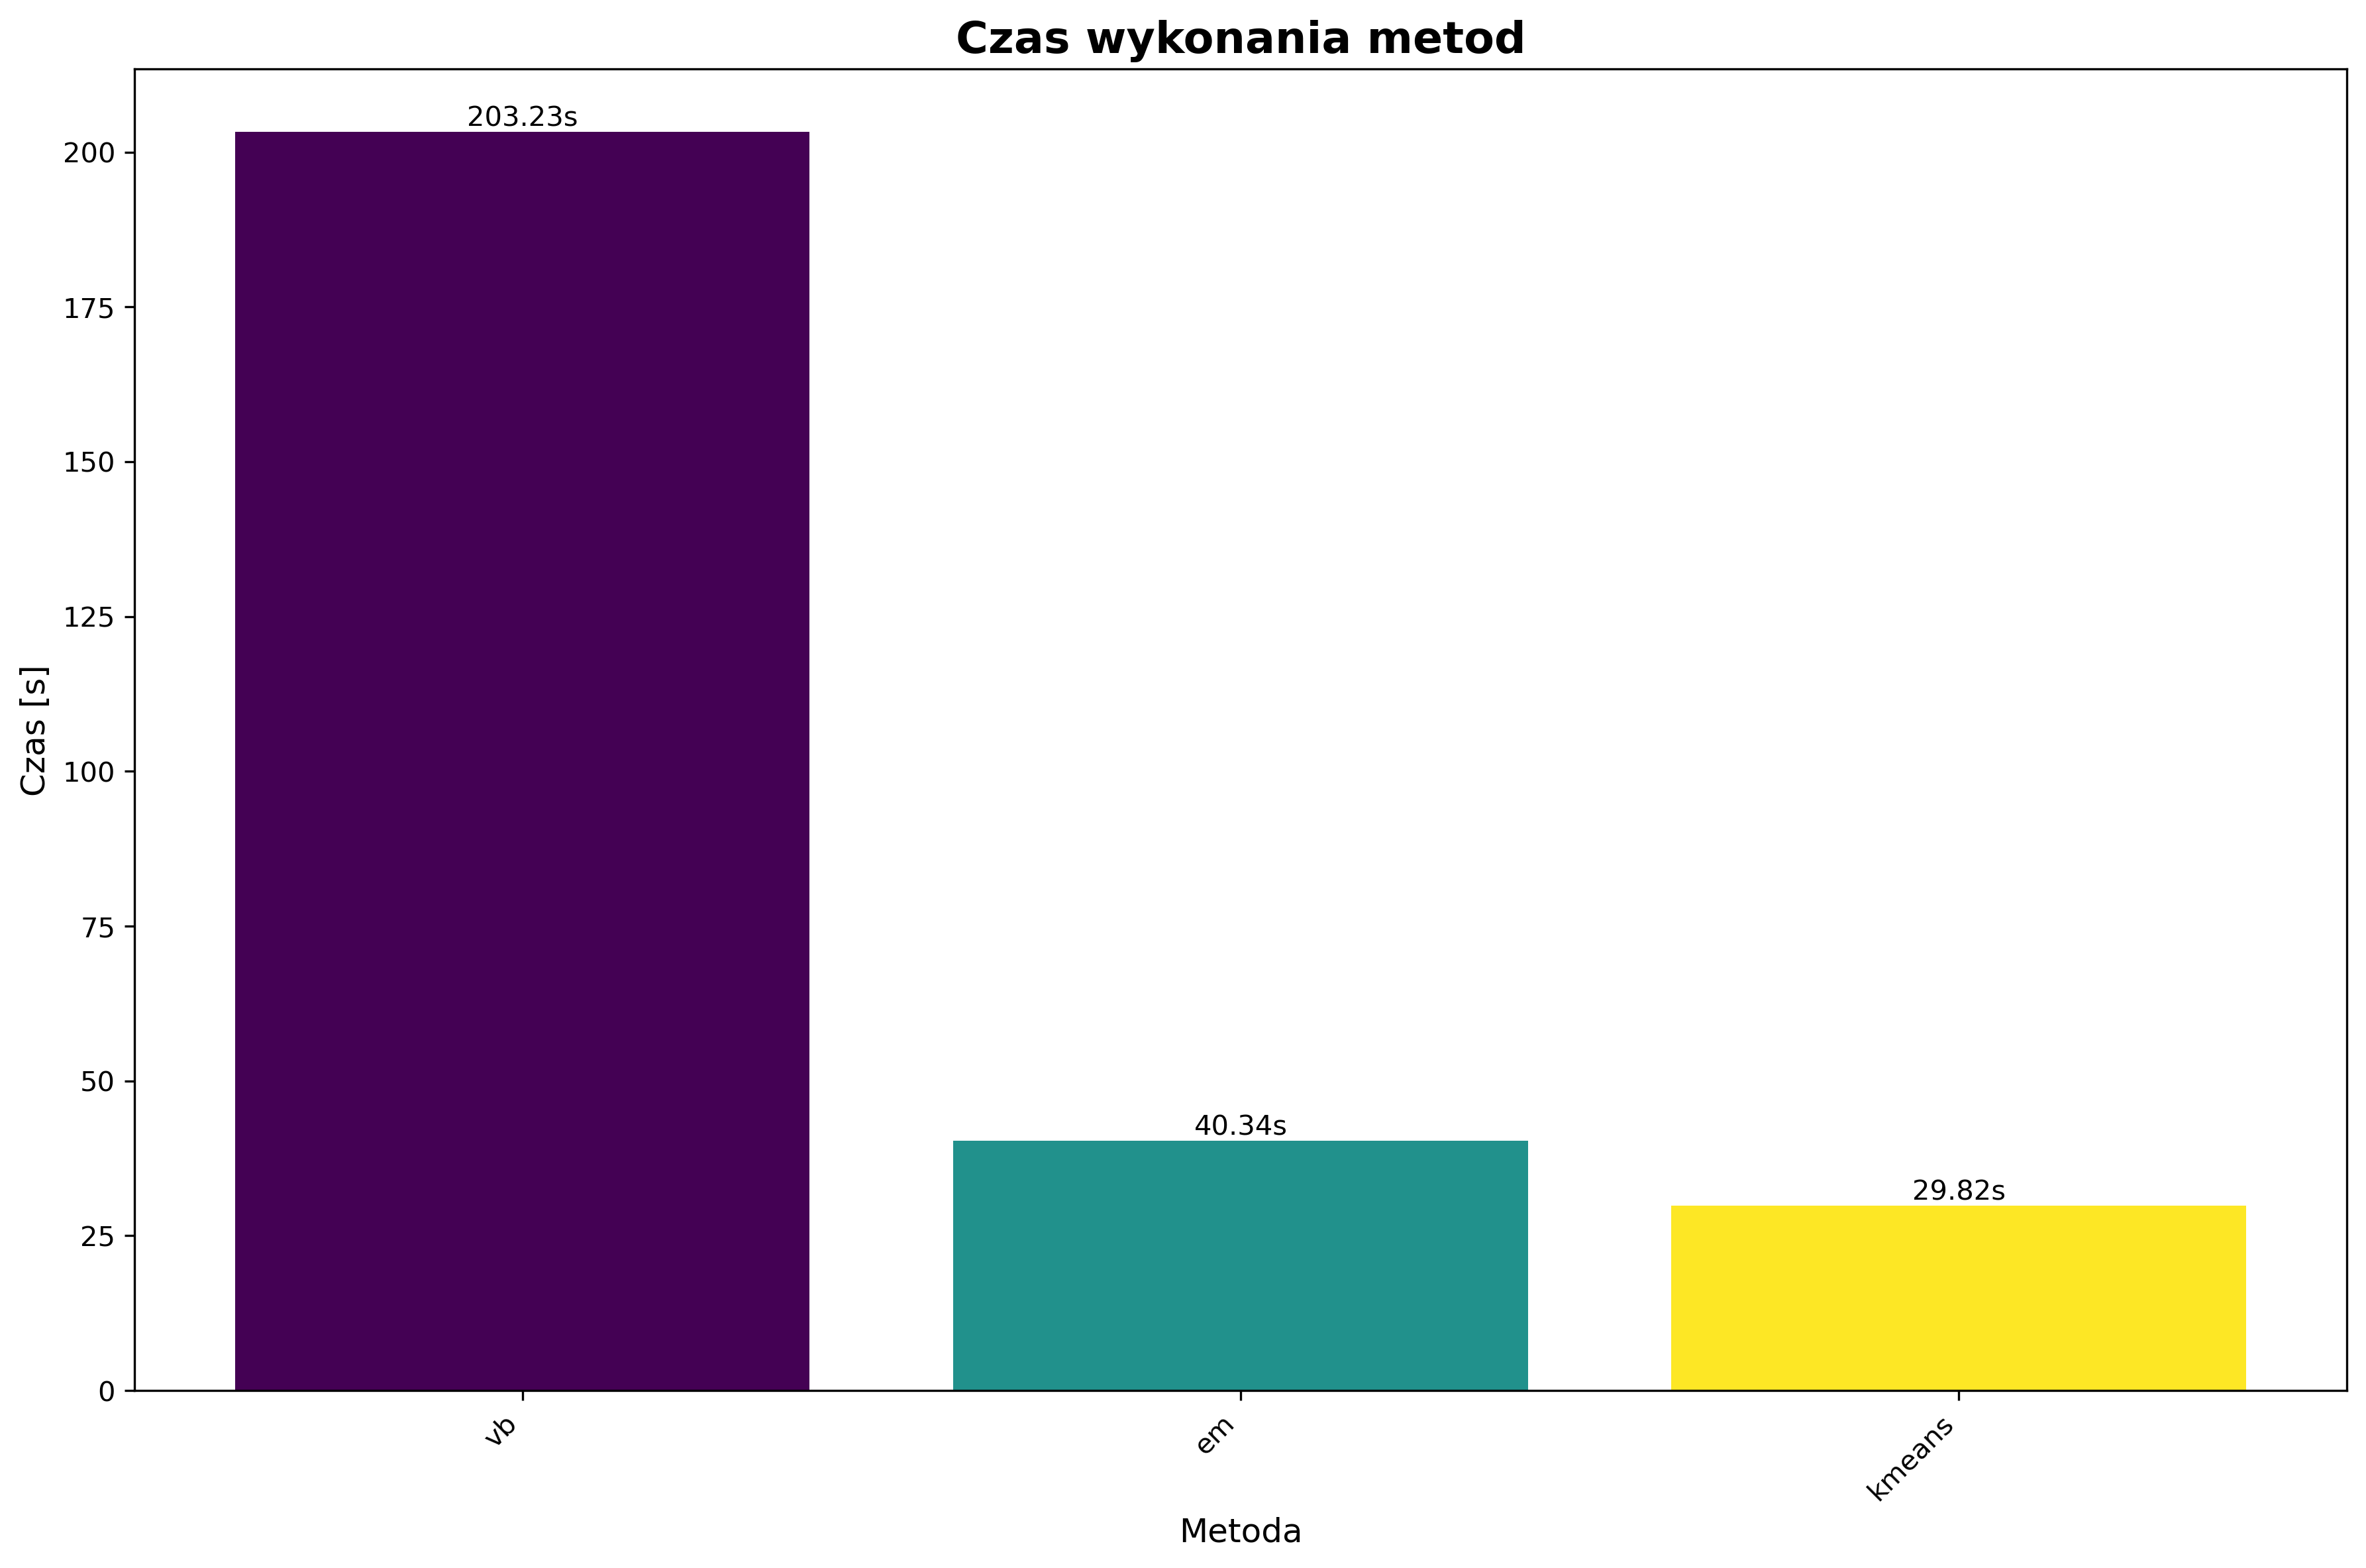 Czas wykonania metod
203.23s
40.34s
29.82s
200
175
150
125
100
75
50
25
0
Czas [s]
vb
em
kmeans
Metoda